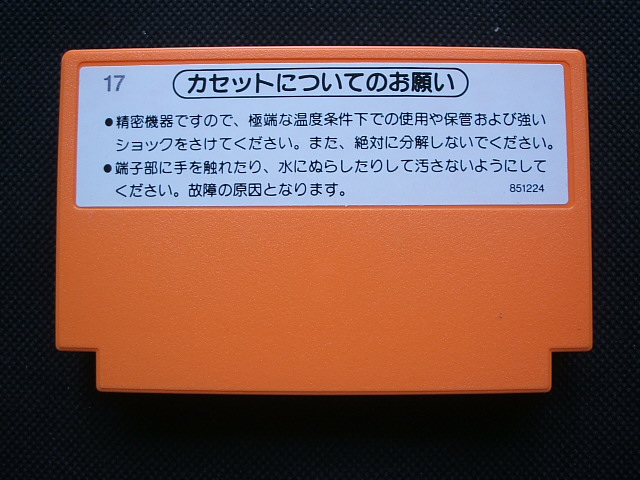 17 カセットについてのお願い
●精密機器ですので、極端な温度条件下での使用や保管および強い
ショックをさけてください。また、絶対に分解しないでください。
●端子部に手を触れたり、水にぬらしたりして汚さないようにして
ください。故障の原因となります。 851224